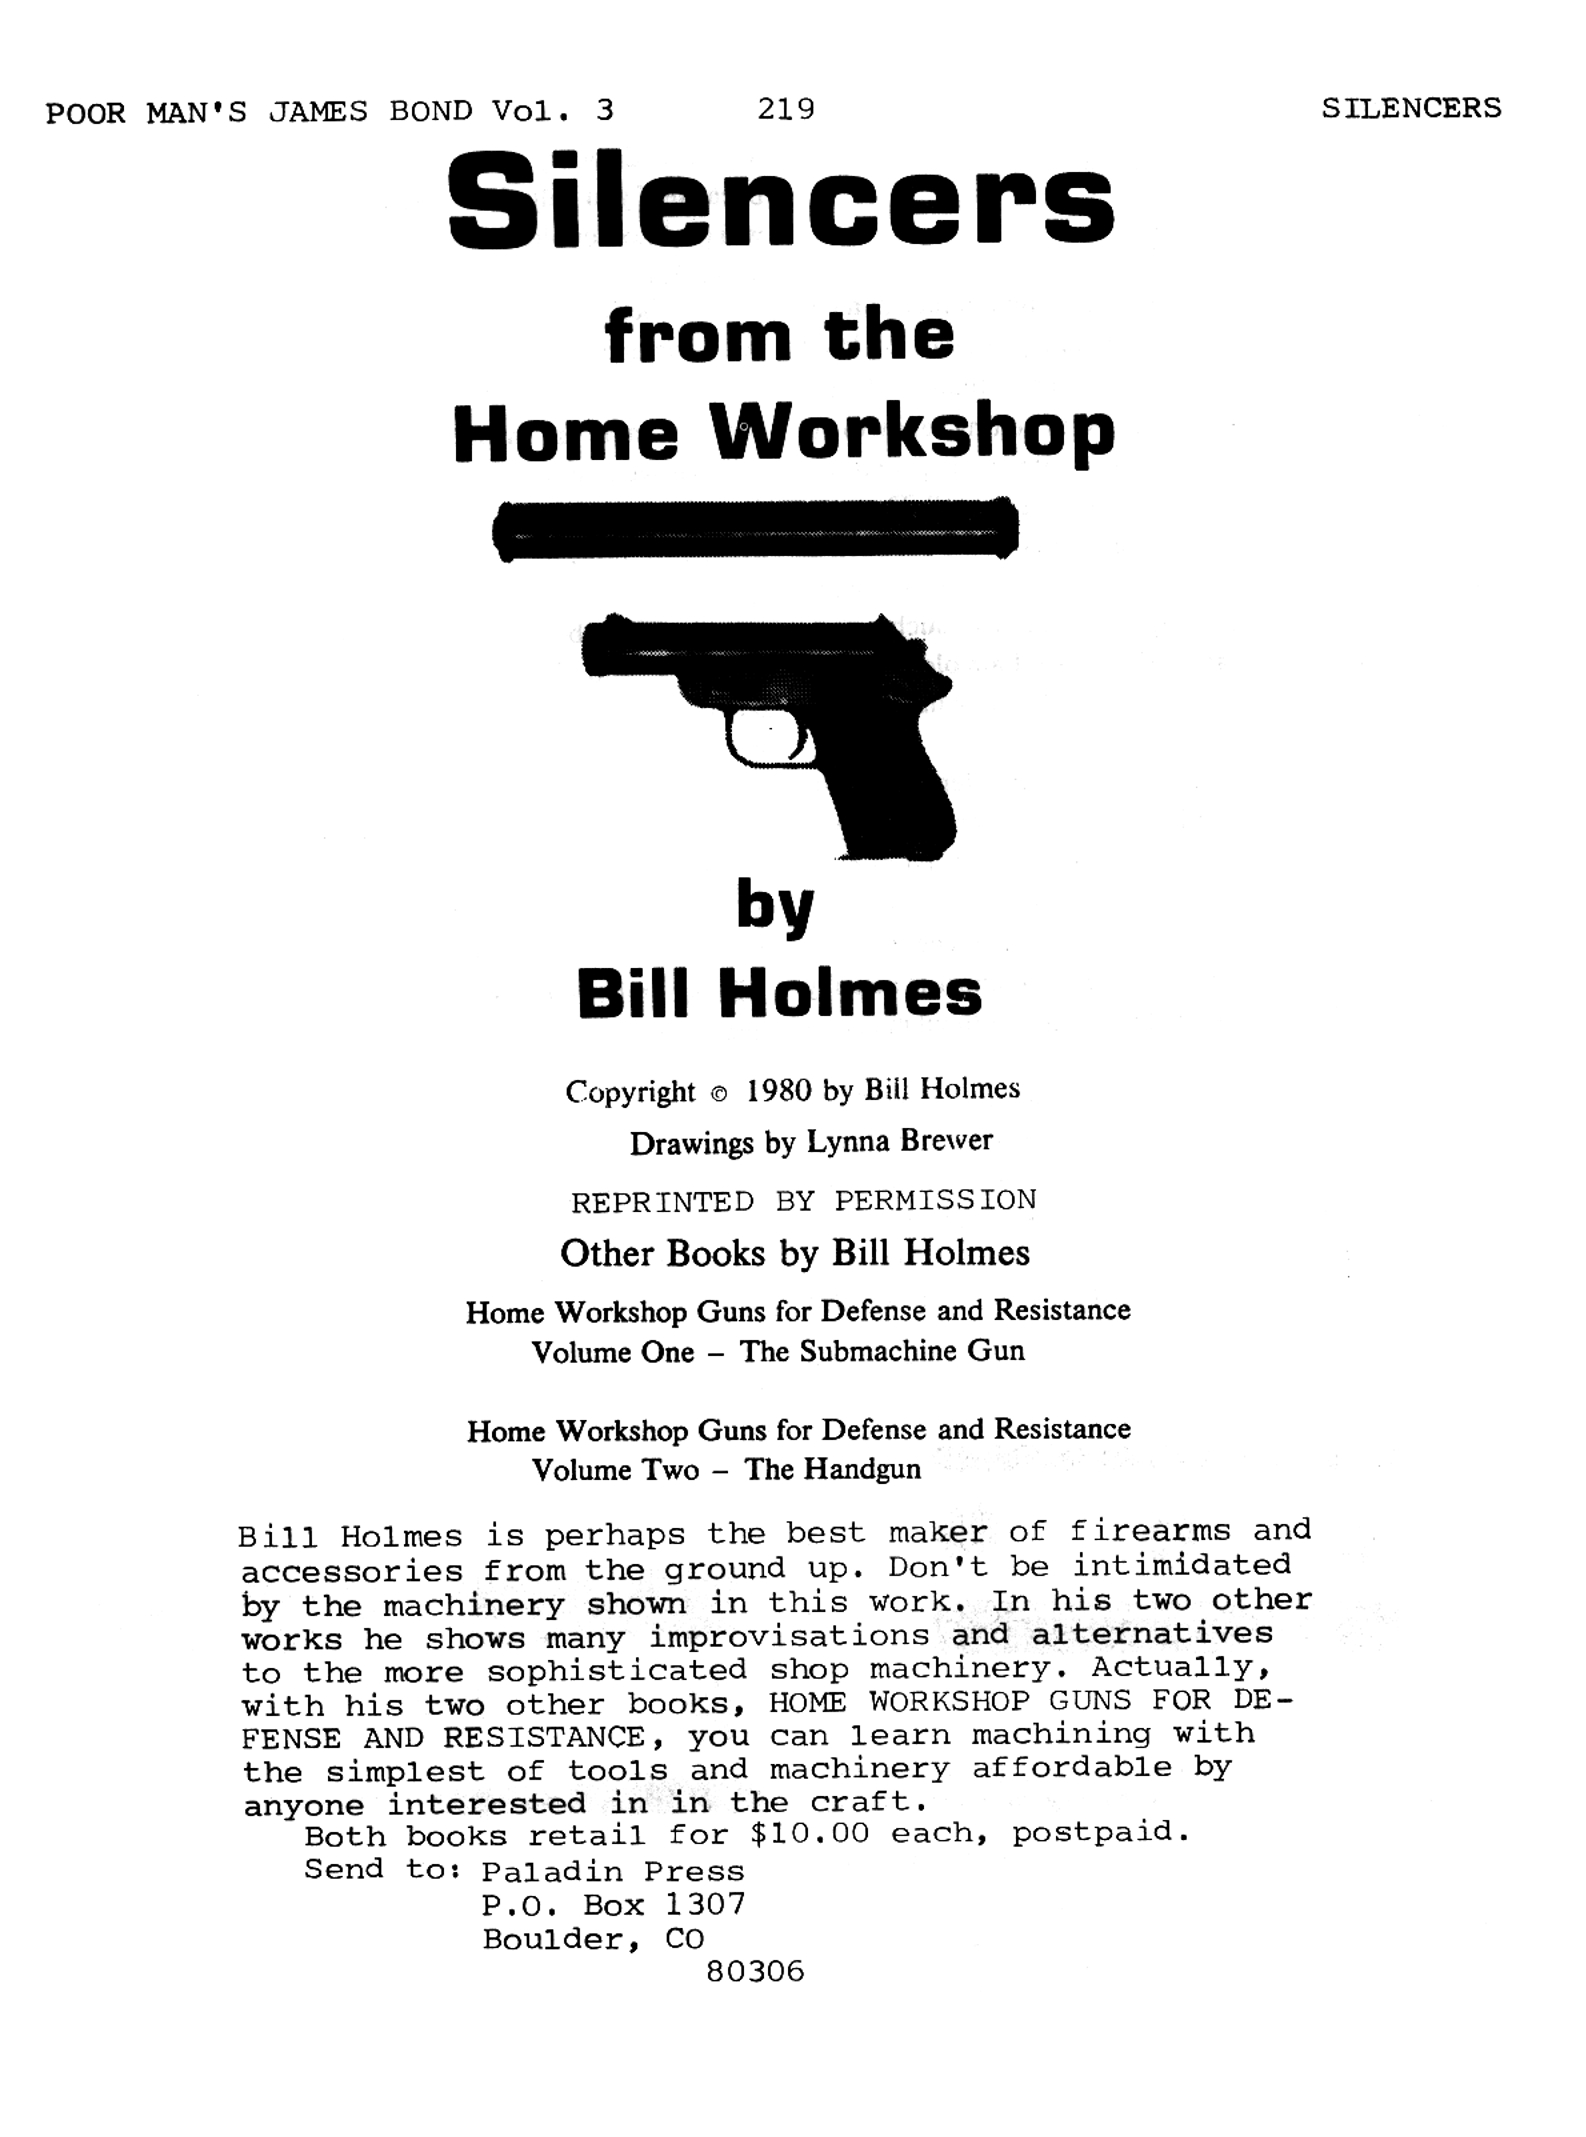 POOR MAN'S JAMES BOND Vol. 3 219 SILENCERS
Silencers
from the
Home Workshop
by
Bill Holmes
Copyright © 1980 by Bill Holmes
Drawings by Lynna Brewer
REPRINTED BY PERMISSION
Other Books by Bill Holmes
Home Workshop Guns for Defense and Resistance
Volume One – The Submachine Gun
Home Workshop Guns for Defense and Resistance
Volume Two – The Handgun
Bill Holmes is perhaps the best maker of firearms and
accessories from the ground up. Don't be intimidated
by the machinery shown in this work. In his two other
works he shows many improvisations and alternatives
to the more sophisticated shop machinery. Actually,
with his two other books, HOME WORKSHOP GUNS FOR DE-
FENSE AND RESISTANCE, you can learn machining with
the simplest of tools and machinery affordable by
anyone interested in in the craft.
Both books retail for $10.00 each, postpaid.
Send to: Paladin Press
P.O. Box 1307
Boulder, CO
80306